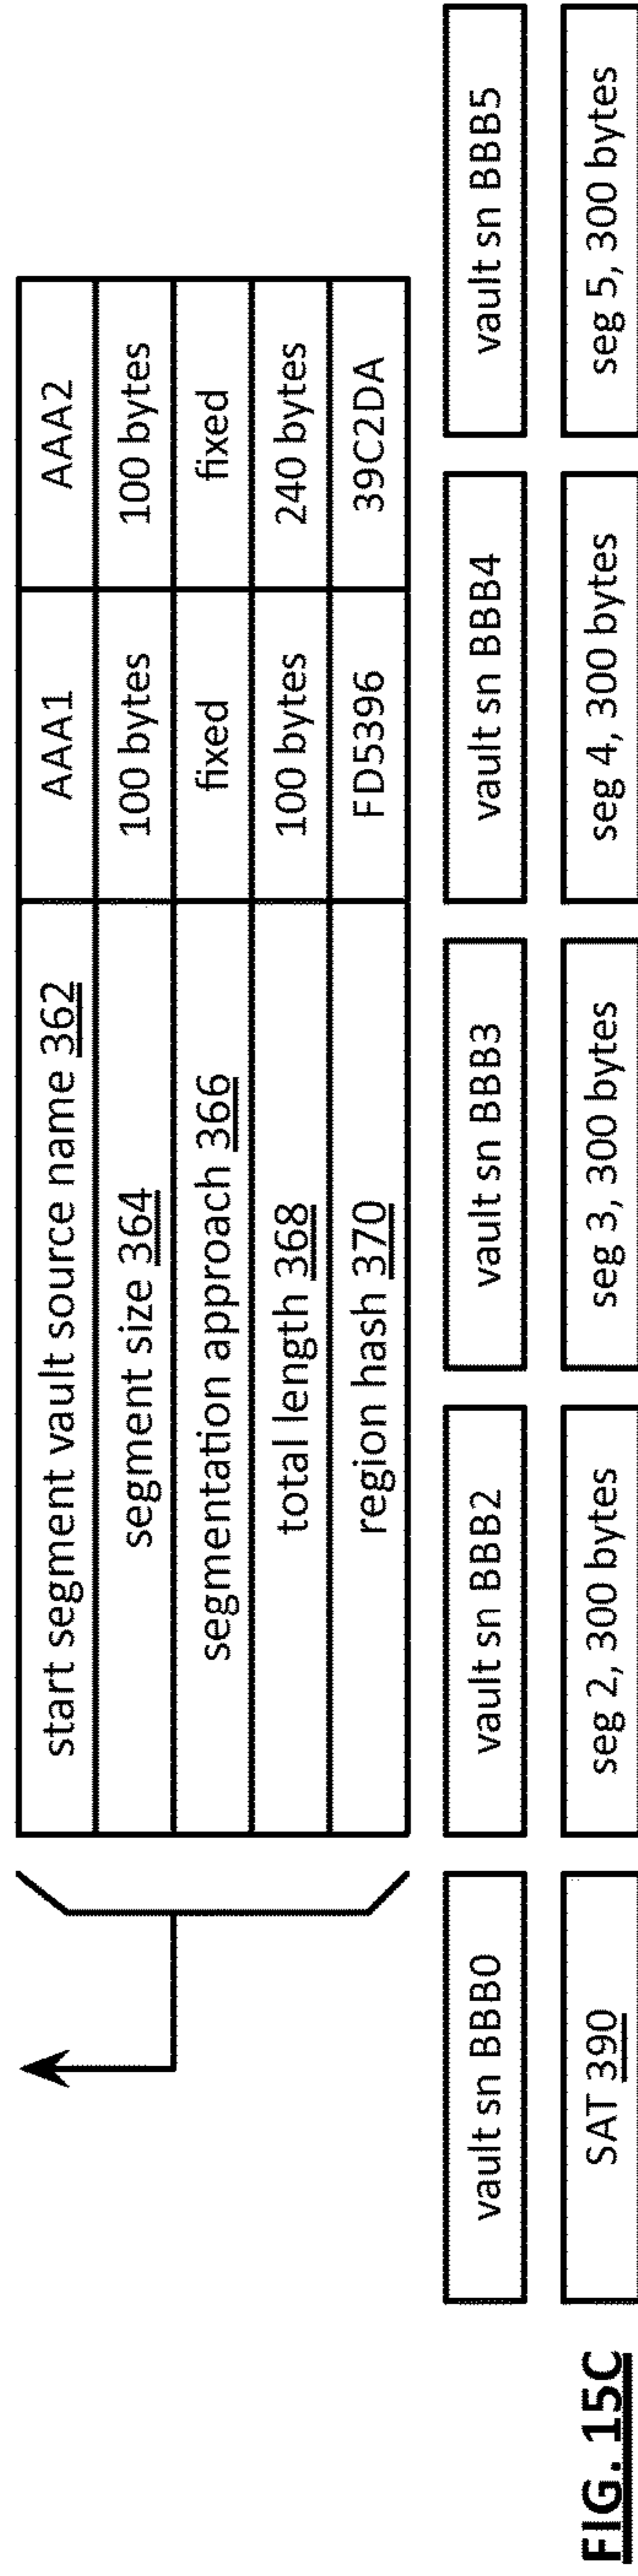 start segment vault source name 362 AAA1 AAA2
segment size 364 100 bytes 100 bytes
segmentation approach 366 fixed fixed
total length 368 100 bytes 240 bytes
region hash 370 FD5396 39C2DA
vault sn BBB0 vault sn BBB2 vault sn BBB3 vault sn BBB4 vault sn BBB5
SAT 390 seg 2, 300 bytes seg 3, 300 bytes seg 4, 300 bytes seg 5, 300 bytes
FIG. 15C